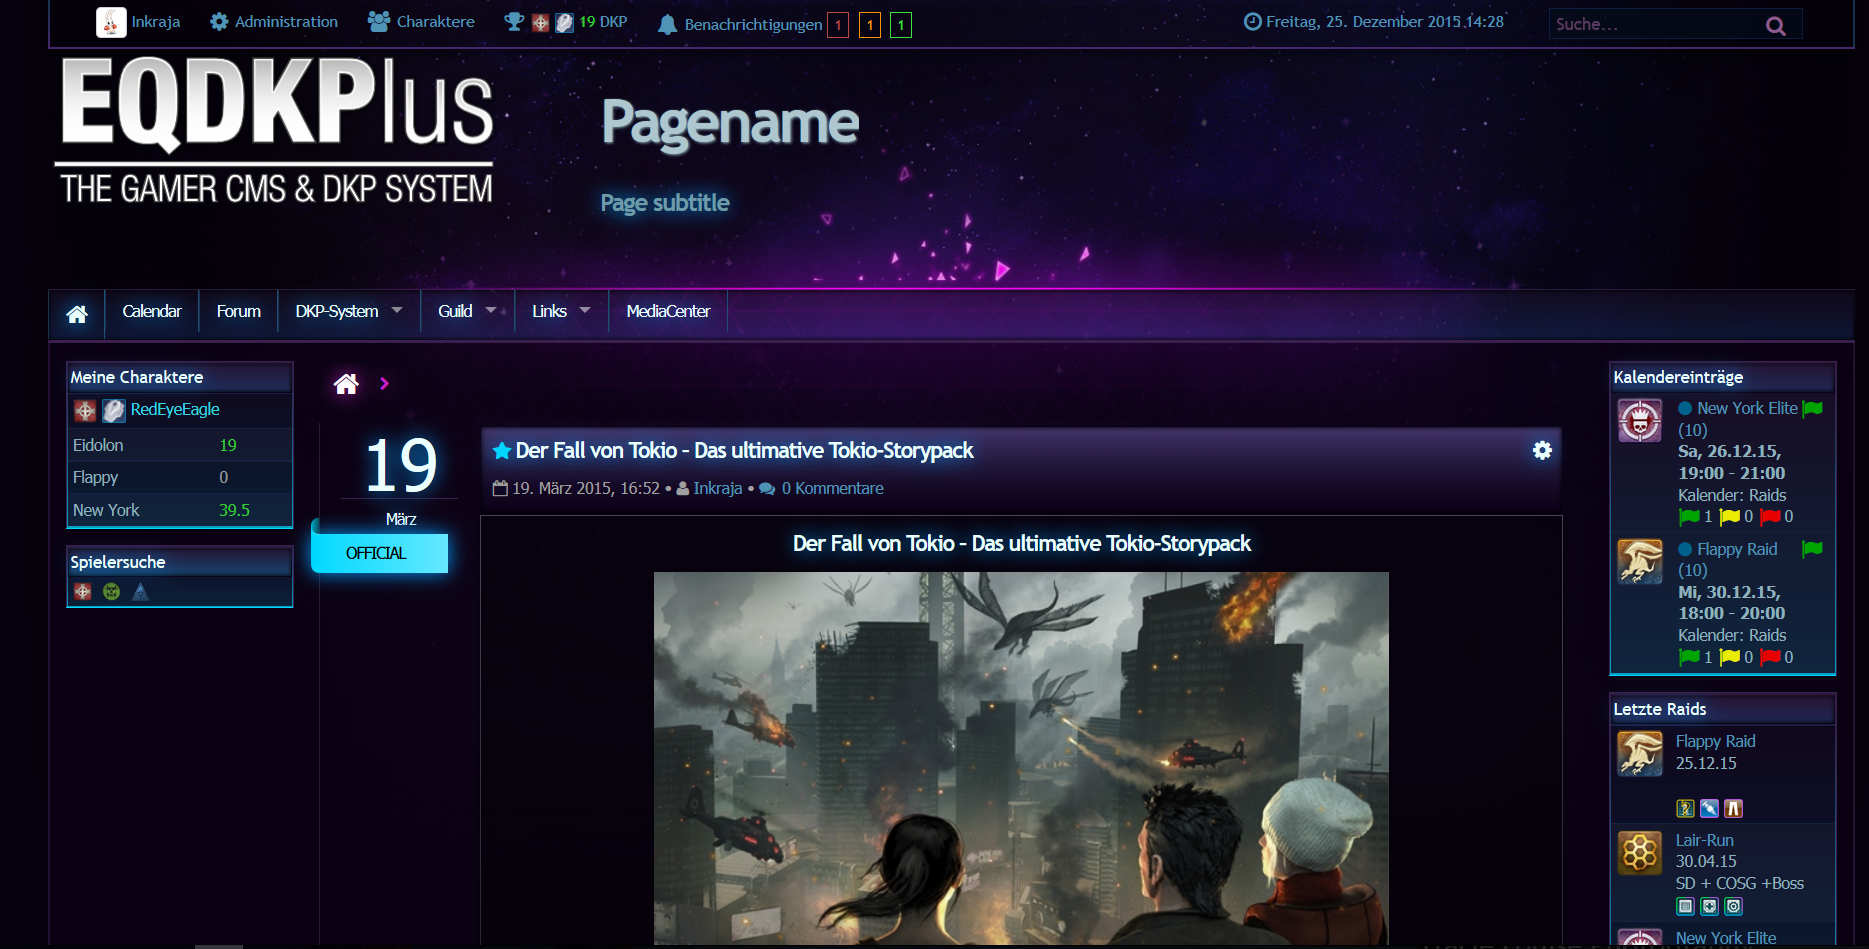 Inkraja Administration Charaktere 19 DKP Benachrichtigungen 1 1 1 Freitag, 25. Dezember 2015 14:28 Suche...
EQDKPlus
THE GAMER CMS & DKP SYSTEM
Pagename
Page subtitle
Calendar Forum DKP-System Guild Links MediaCenter
Meine Charaktere
RedEyeEagle
Eidolon 19
Flappy 0
New York 39.5
Spielersuche
19
März
OFFICIAL
Der Fall von Tokio - Das ultimative Tokio-Storypack
19. März 2015, 16:52 • Inkraja • 0 Kommentare
Der Fall von Tokio - Das ultimative Tokio-Storypack
Kalendereinträge
New York Elite
(10)
Sa, 26.12.15,
19:00 - 21:00
Kalender: Raids
1 0 0
Flappy Raid
(10)
Mi, 30.12.15,
18:00 - 20:00
Kalender: Raids
1 0 0
Letzte Raids
Flappy Raid
25.12.15
Lair-Run
30.04.15
SD + COSG +Boss
New York Elite